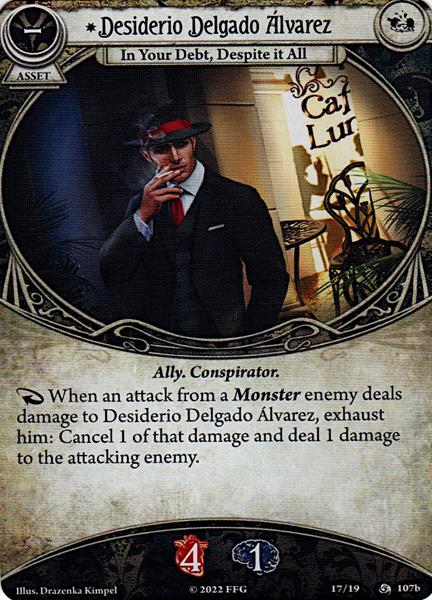 –
*Desiderio Delgado Álvarez
ASSET
In Your Debt, Despite it All
Caf
Lun
Ally. Conspirator.
When an attack from a Monster enemy deals
damage to Desiderio Delgado Álvarez, exhaust
him: Cancel 1 of that damage and deal 1 damage
to the attacking enemy.
4 1
Illus. Drazenka Kimpel © 2022 FFG 17/19 107b